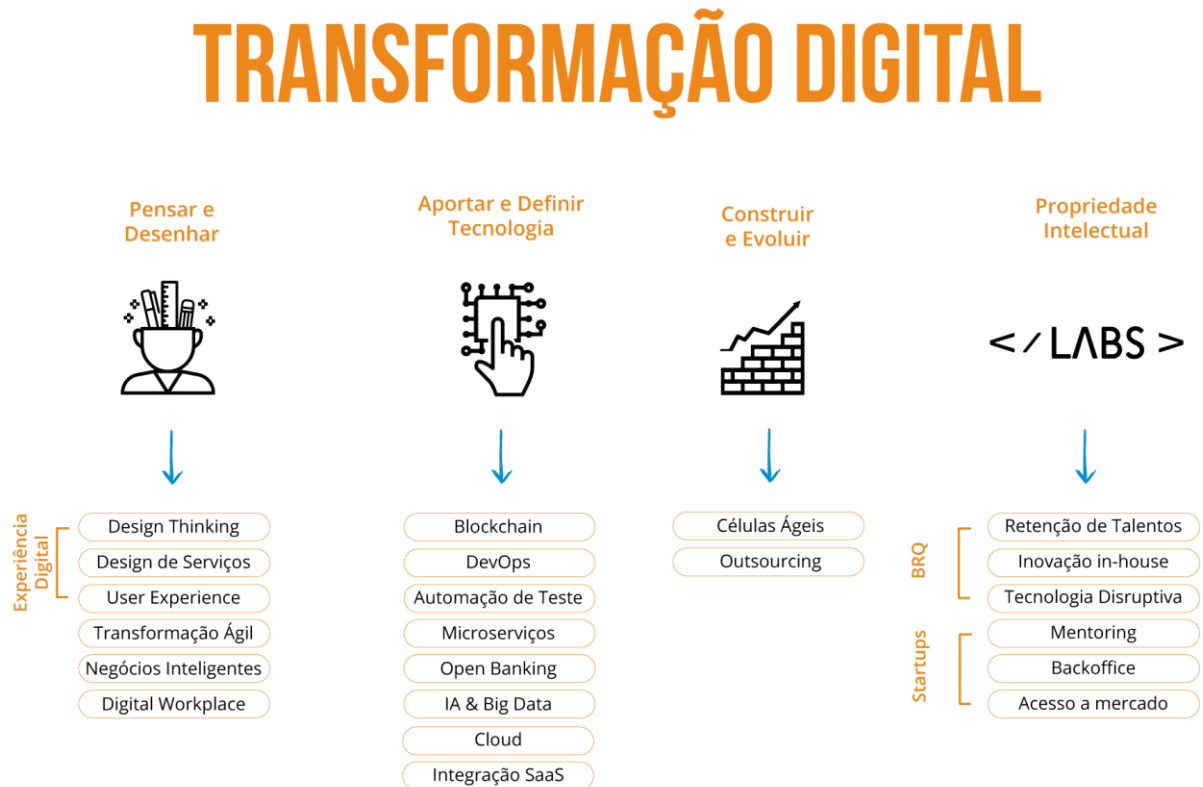 TRANSFORMAÇÃO DIGITAL
Pensar e
Desenhar
Experiência
Digital
Design Thinking
Design de Serviços
User Experience
Transformação Ágil
Negócios Inteligentes
Digital Workplace
Aportar e Definir
Tecnologia
Blockchain
DevOps
Automação de Teste
Microserviços
Open Banking
IA & Big Data
Cloud
Integração SaaS
Construir
e Evoluir
Células Ágeis
Outsourcing
Propriedade
Intelectual
</LABS>
BRQ
Retenção de Talentos
Inovação in-house
Tecnologia Disruptiva
Startups
Mentoring
Backoffice
Acesso a mercado